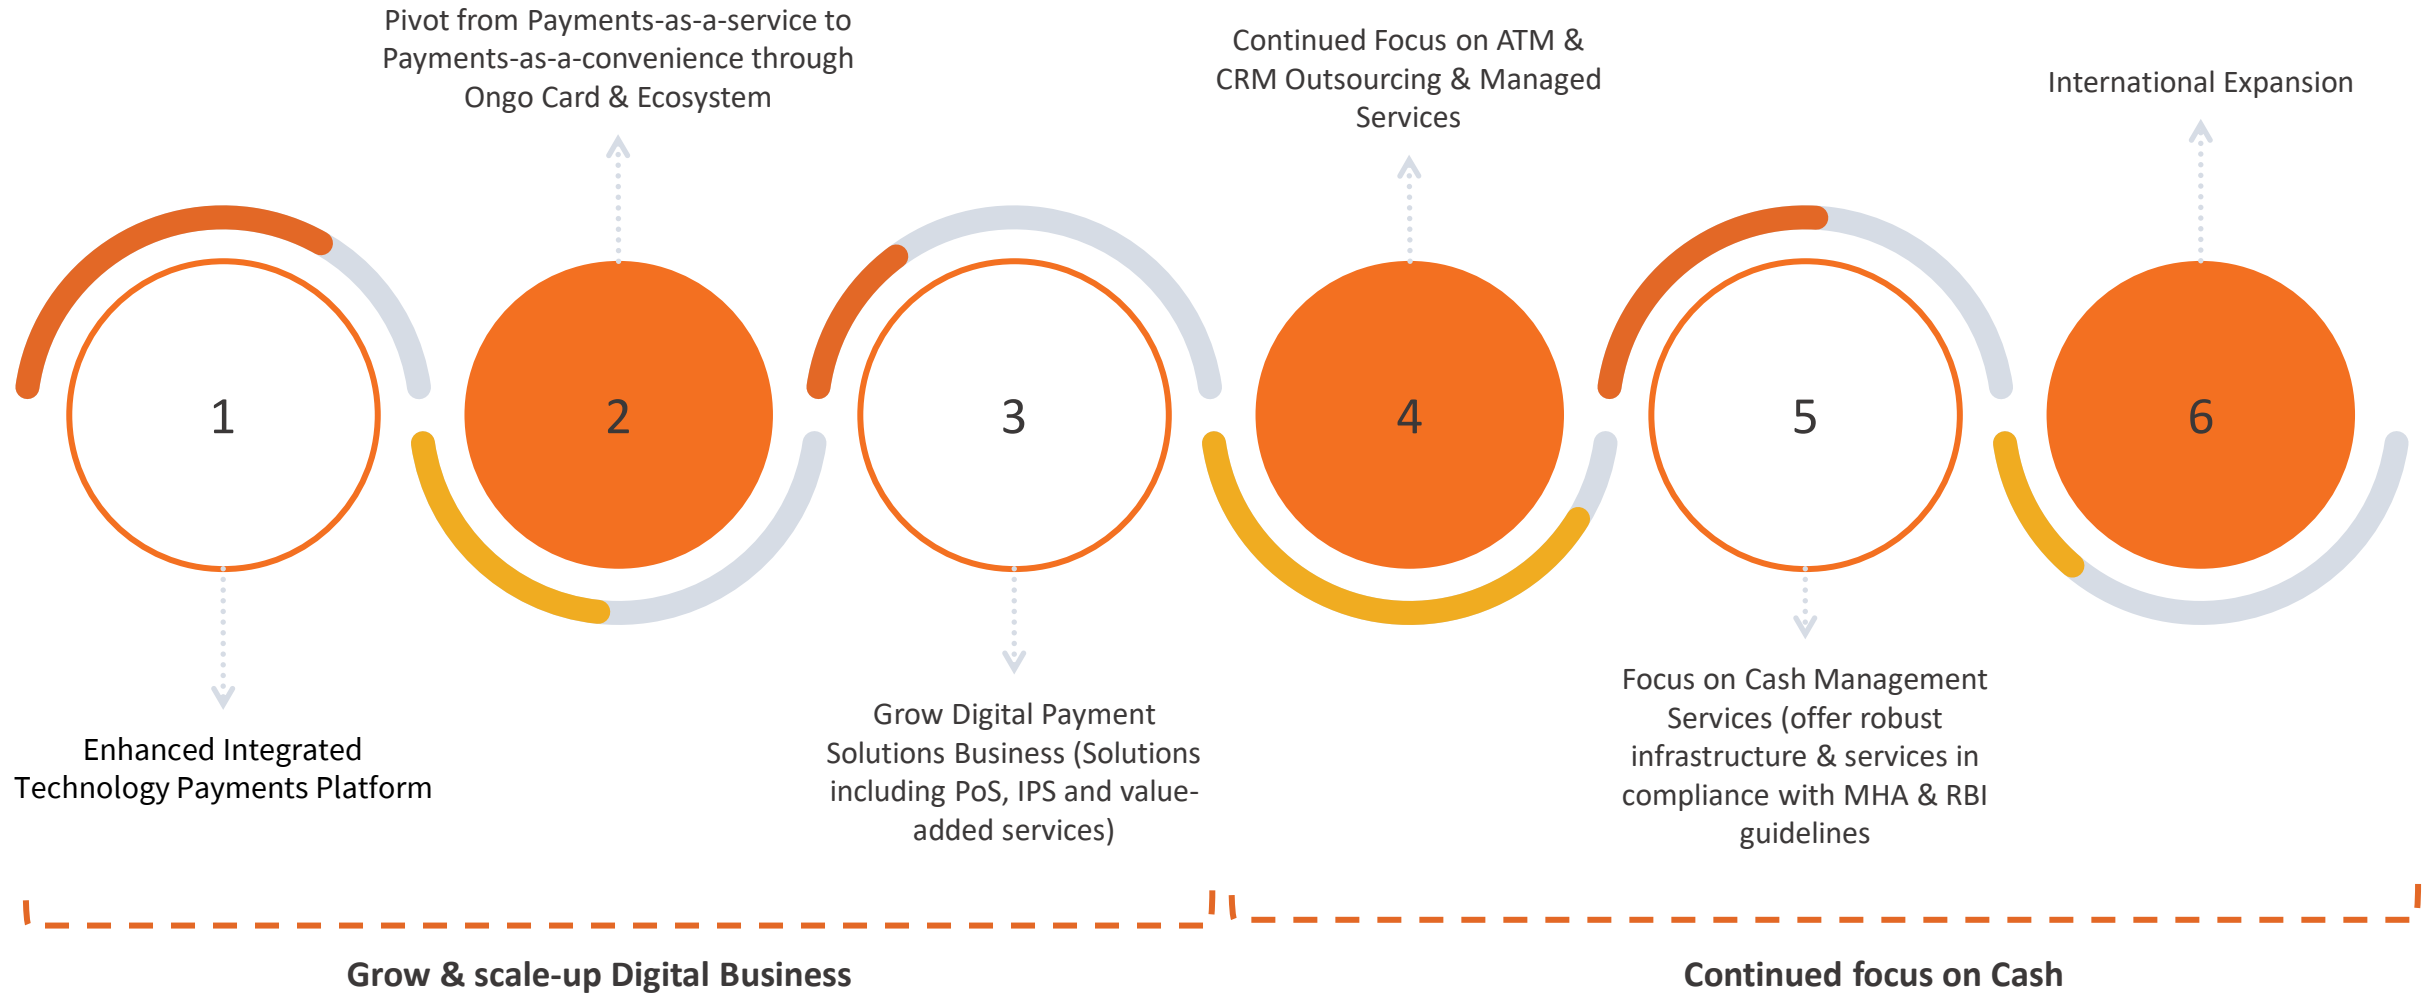 Pivot from Payments-as-a-service to
Payments-as-a-convenience through
Ongo Card & Ecosystem
Continued Focus on ATM &
CRM Outsourcing & Managed
Services
International Expansion
1
2
3
4
5
6
Enhanced Integrated
Technology Payments Platform
Grow Digital Payment
Solutions Business (Solutions
including PoS, IPS and value-
added services)
Focus on Cash Management
Services (offer robust
infrastructure & services in
compliance with MHA & RBI
guidelines
Grow & scale-up Digital Business
Continued focus on Cash